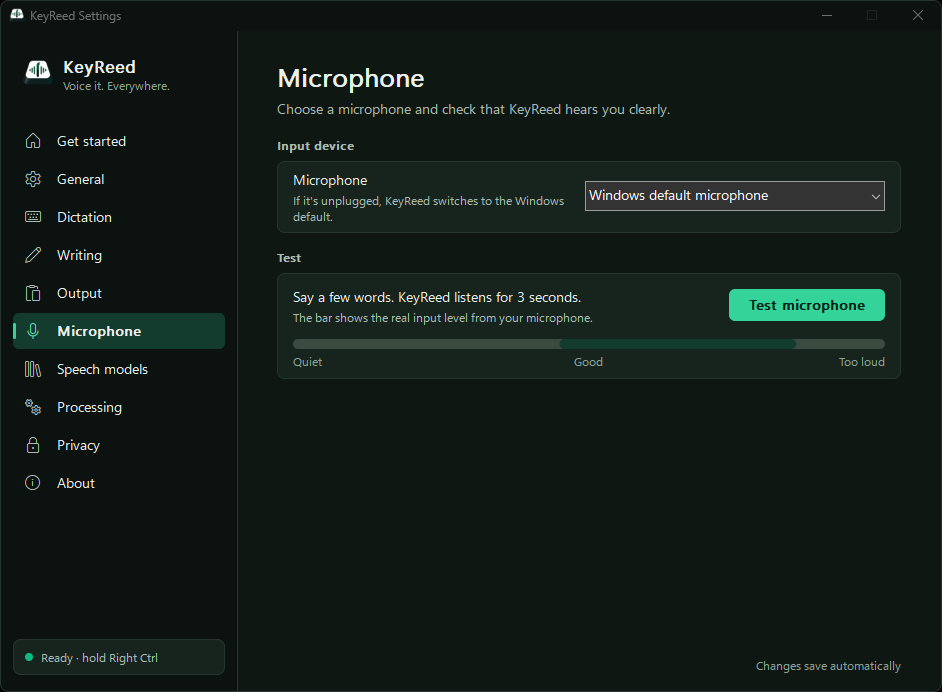 KeyReed Settings
KeyReed
Voice it. Everywhere.
Get started
General
Dictation
Writing
Output
Microphone
Speech models
Processing
Privacy
About
Ready · hold Right Ctrl
Microphone
Choose a microphone and check that KeyReed hears you clearly.
Input device
Microphone
If it's unplugged, KeyReed switches to the Windows
default.
Windows default microphone
Test
Say a few words. KeyReed listens for 3 seconds.
The bar shows the real input level from your microphone.
Test microphone
Quiet
Good
Too loud
Changes save automatically